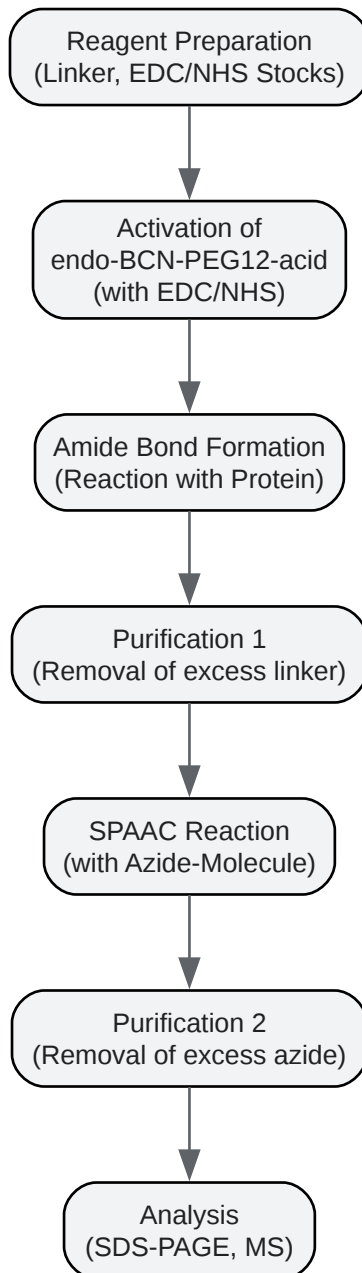 Reagent Preparation
(Linker, EDC/NHS Stocks)
Activation of
endo-BCN-PEG12-acid
(with EDC/NHS)
Amide Bond Formation
(Reaction with Protein)
Purification 1
(Removal of excess linker)
SPAAC Reaction
(with Azide-Molecule)
Purification 2
(Removal of excess azide)
Analysis
(SDS-PAGE, MS)